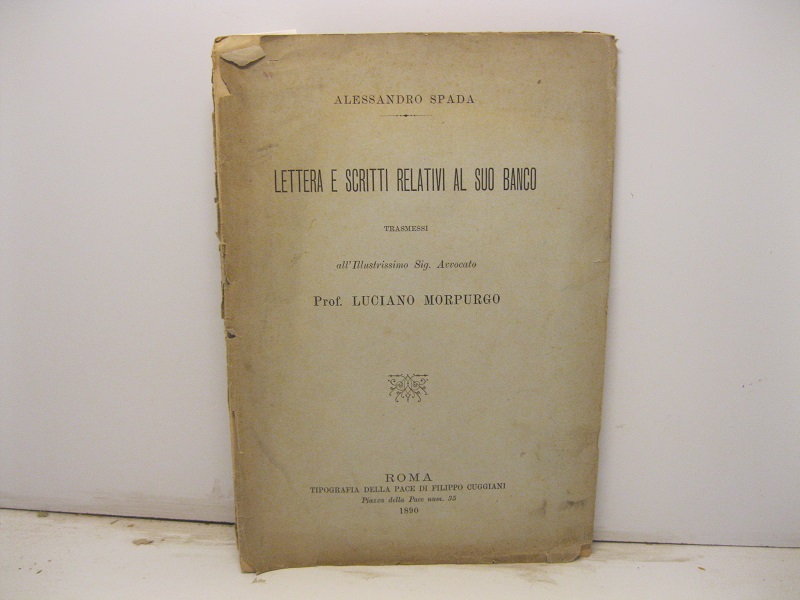 ALESSANDRO SPADA
LETTERA E SCRITTI RELATIVI AL SUO BANCO
TRASMESSI
all'Illustrissimo Sig. Avvocato
Prof. LUCIANO MORPURGO
ROMA
TIPOGRAFIA DELLA PACE DI FILIPPO CUGGIANI
Piazza della Pace num. 35
1890